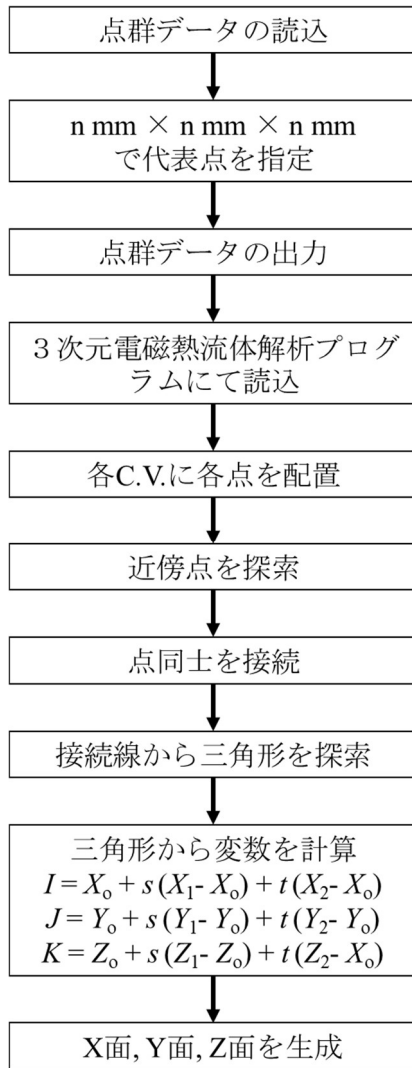 点群データの読込
n mm × n mm × n mm
で代表点を指定
点群データの出力
３次元電磁熱流体解析プログ
ラムにて読込
各C.V.に各点を配置
近傍点を探索
点同士を接続
接続線から三角形を探索
三角形から変数を計算
I = Xo + s (X1- Xo) + t (X2- Xo)
J = Yo + s (Y1- Yo) + t (Y2- Yo)
K = Zo + s (Z1- Zo) + t (Z2- Xo)
X面, Y面, Z面を生成